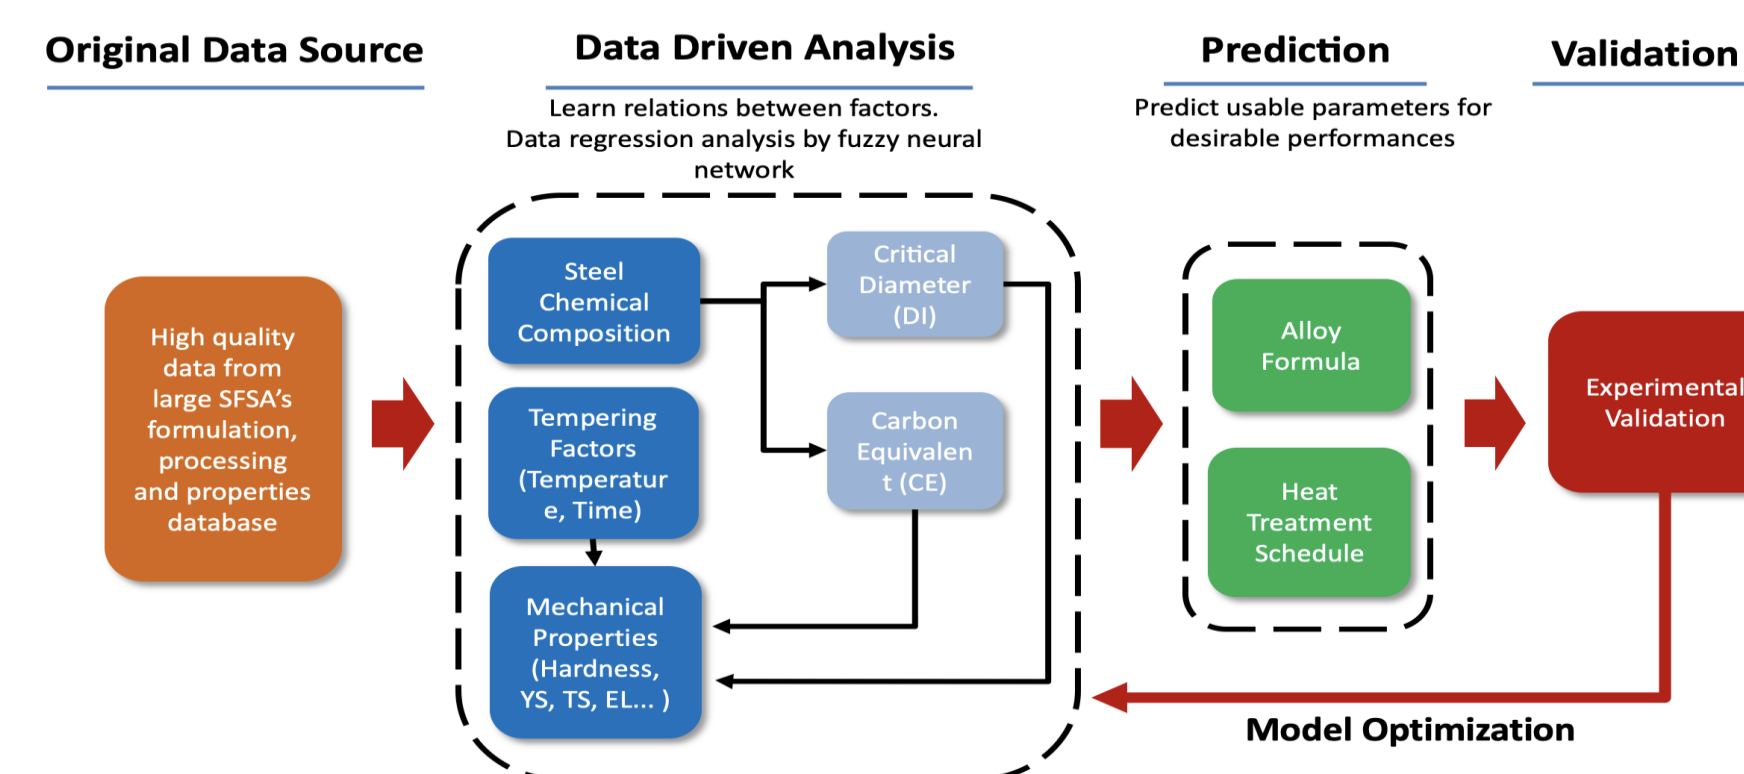 Original Data Source
Data Driven Analysis
Prediction
Validation
Learn relations between factors.
Data regression analysis by fuzzy neural
network
Predict usable parameters for
desirable performances
High quality
data from
large SFSA's
formulation,
processing
and properties
database
Steel
Chemical
Composition
Critical
Diameter
(DI)
Tempering
Factors
(Temperatur
e, Time)
Carbon
Equivalen
t (CE)
Mechanical
Properties
(Hardness,
YS, TS, EL... )
Alloy
Formula
Heat
Treatment
Schedule
Experimental
Validation
Model Optimization